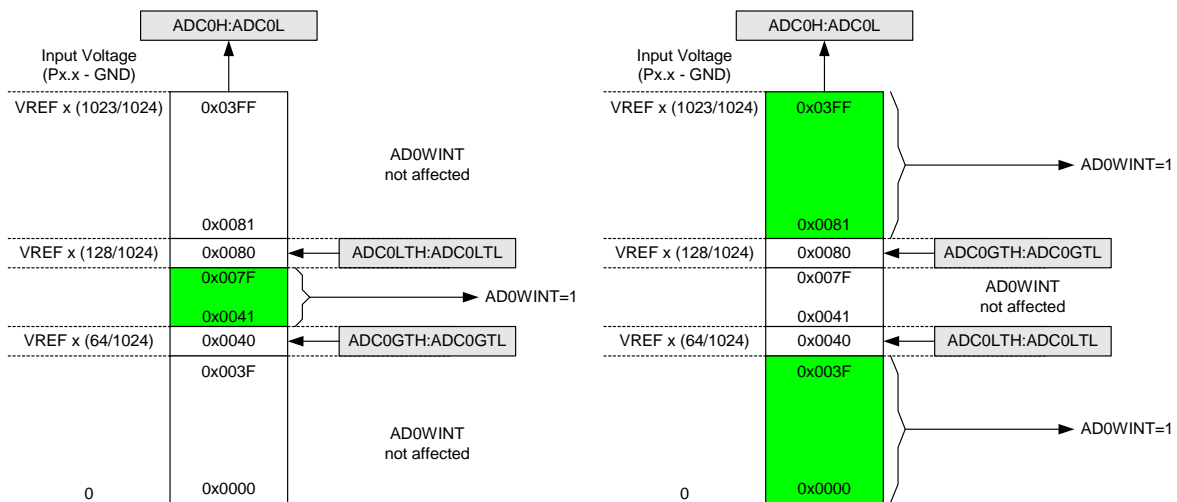 ADC0H:ADC0L
Input Voltage
(Px.x - GND)
VREF x (1023/1024)
0x03FF
AD0WINT
not affected
0x0081
VREF x (128/1024)
0x0080
ADC0LTH:ADC0LTL
0x007F
AD0WINT=1
0x0041
VREF x (64/1024)
0x0040
ADC0GTH:ADC0GTL
0x003F
AD0WINT
not affected
0
0x0000
ADC0H:ADC0L
Input Voltage
(Px.x - GND)
VREF x (1023/1024)
0x03FF
AD0WINT=1
0x0081
VREF x (128/1024)
0x0080
ADC0GTH:ADC0GTL
0x007F
AD0WINT
not affected
0x0041
VREF x (64/1024)
0x0040
ADC0LTH:ADC0LTL
0x003F
AD0WINT=1
0
0x0000